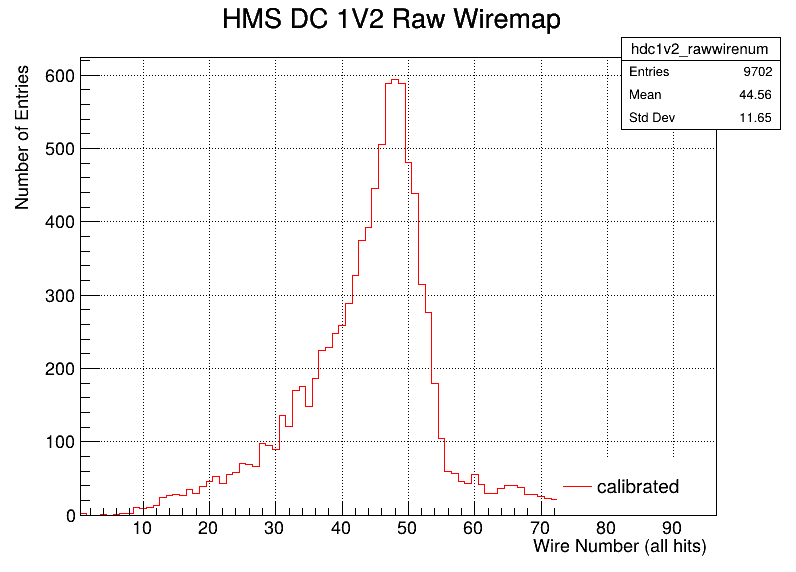 HMS DC 1V2 Raw Wiremap
hdc1v2_rawwirenum
Entries 9702
Mean 44.56
Std Dev 11.65
Number of Entries
600
500
400
300
200
100
0
calibrated
10 20 30 40 50 60 70 80 90
Wire Number (all hits)